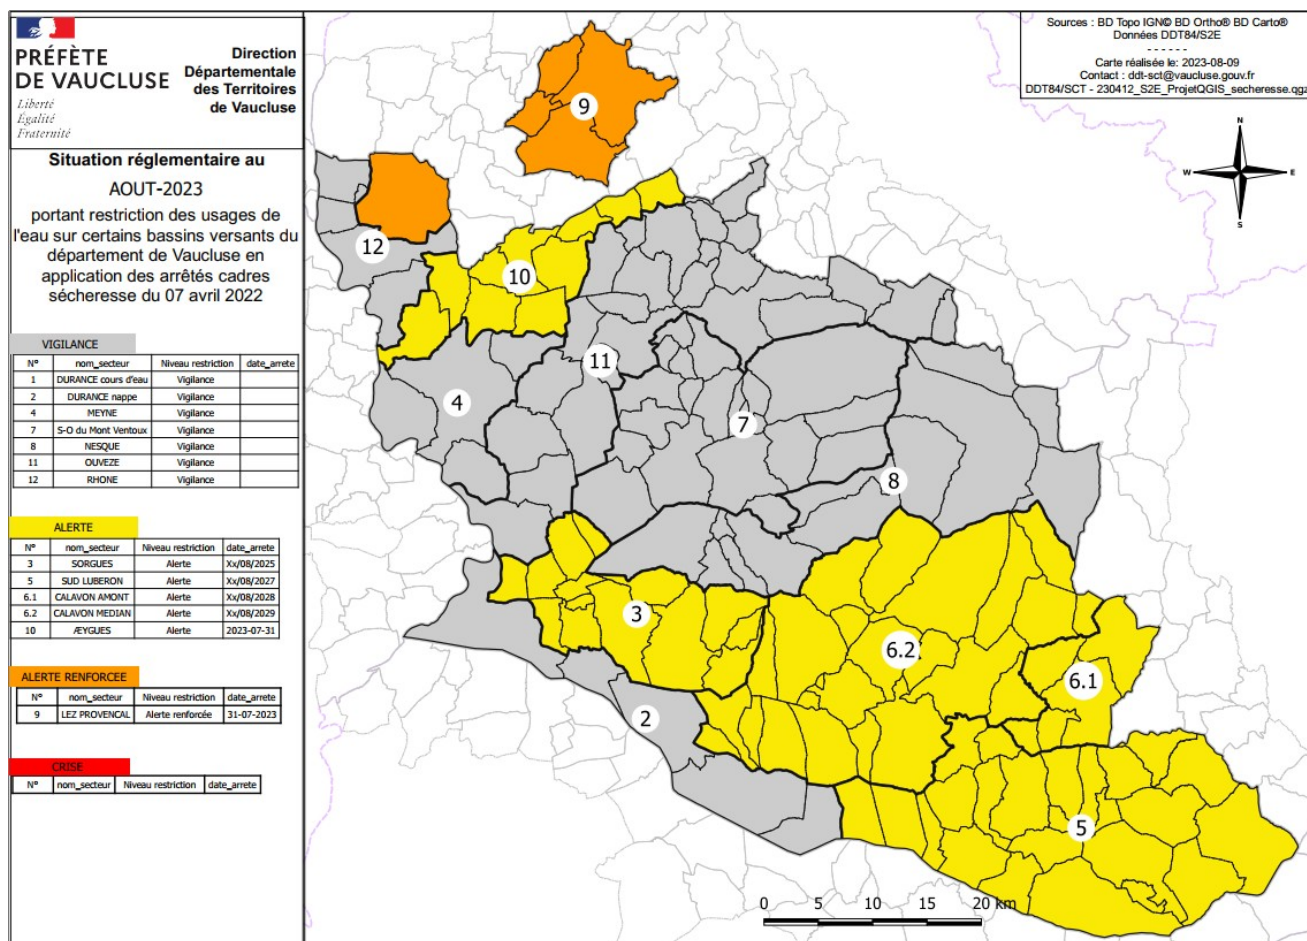 PRÉFÈTE
DE VAUCLUSE
Liberté
Égalité
Fraternité
Direction
Départementale
des Territoires
de Vaucluse
Situation réglementaire au
AOUT-2023
portant restriction des usages de
l'eau sur certains bassins versants du
département de Vaucluse en
application des arrêtés cadres
sécheresse du 07 avril 2022
VIGILANCE
N° nom_secteur Niveau restriction date_arrete
1 DURANCE cours d'eau Vigilance
2 DURANCE nappe Vigilance
4 MEYNE Vigilance
7 S-O du Mont Ventoux Vigilance
8 NESQUE Vigilance
11 OUVEZE Vigilance
12 RHONE Vigilance
ALERTE
N° nom_secteur Niveau restriction date_arrete
3 SORGUES Alerte Xx/08/2025
5 SUD LUBERON Alerte Xx/08/2027
6.1 CALAVON AMONT Alerte Xx/08/2028
6.2 CALAVON MEDIAN Alerte Xx/08/2029
10 ÆYGUES Alerte 2023-07-31
ALERTE RENFORCEE
N° nom_secteur Niveau restriction date_arrete
9 LEZ PROVENCAL Alerte renforcée 31-07-2023
CRISE
N° nom_secteur Niveau restriction date_arrete
Sources : BD Topo IGN© BD Ortho® BD Carto®
Données DDT84/S2E
- - - - - -
Carte réalisée le: 2023-08-09
Contact : ddt-sct@vaucluse.gouv.fr
DDT84/SCT - 230412_S2E_ProjetQGIS_secheresse.qgz
N
W E
S
9
12
10
11
4
7
8
3
6.2
6.1
2
5
0 5 10 15 20 km